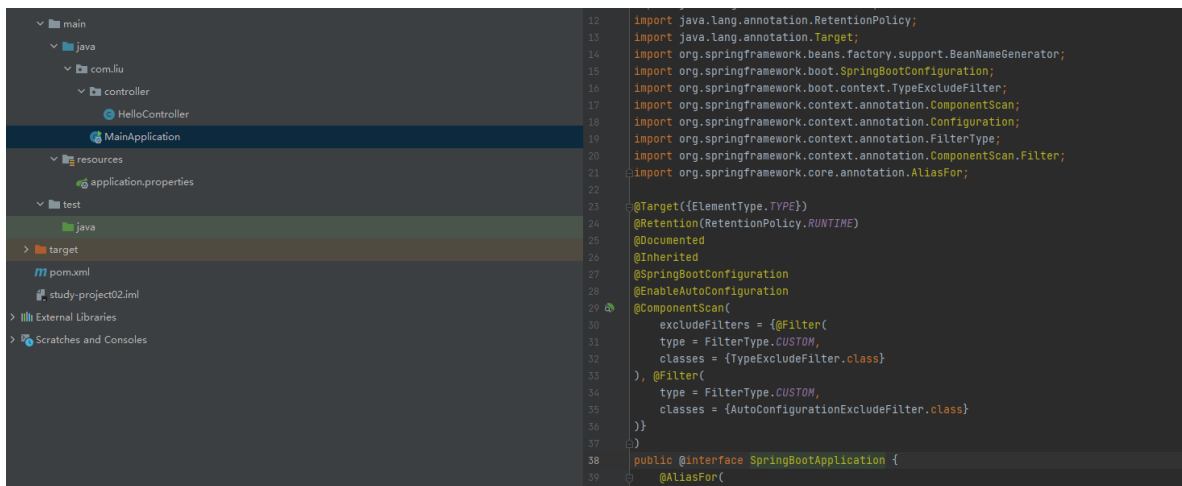 main
java
com.liu
controller
HelloController
MainApplication
resources
application.properties
test
java
target
pom.xml
study-project02.iml
External Libraries
Scratches and Consoles
12 import java.lang.annotation.RetentionPolicy;
13 import java.lang.annotation.Target;
14 import org.springframework.beans.factory.support.BeanNameGenerator;
15 import org.springframework.boot.SpringBootConfiguration;
16 import org.springframework.boot.context.TypeExcludeFilter;
17 import org.springframework.context.annotation.ComponentScan;
18 import org.springframework.context.annotation.Configuration;
19 import org.springframework.context.annotation.FilterType;
20 import org.springframework.context.annotation.ComponentScan.Filter;
21 import org.springframework.core.annotation.AliasFor;
22
23 @Target({ElementType.TYPE})
24 @Retention(RetentionPolicy.RUNTIME)
25 @Documented
26 @Inherited
27 @SpringBootConfiguration
28 @EnableAutoConfiguration
29 @ComponentScan(
30 excludeFilters = {@Filter(
31 type = FilterType.CUSTOM,
32 classes = {TypeExcludeFilter.class}
33 ), @Filter(
34 type = FilterType.CUSTOM,
35 classes = {AutoConfigurationExcludeFilter.class}
36 )}
37 )
38 public @interface SpringBootApplication {
39 @AliasFor(